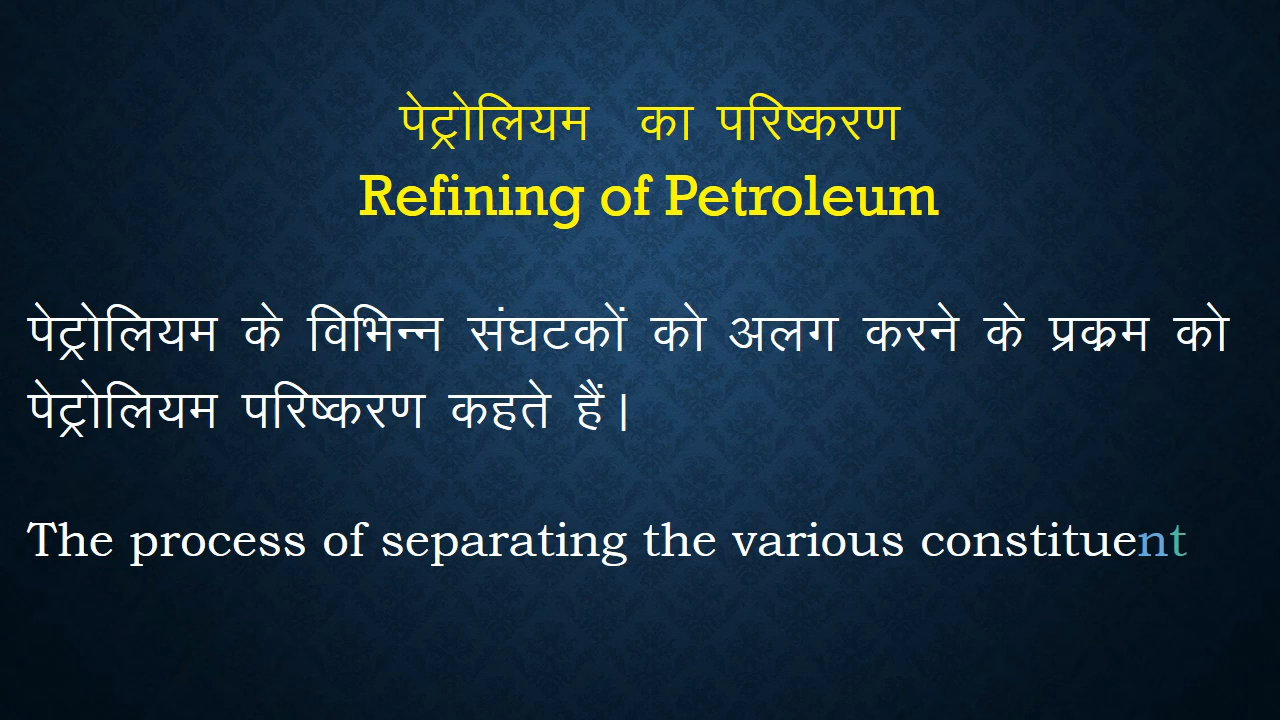 पेट्रोलियम का परिष्करण
Refining of Petroleum
पेट्रोलियम के विभिन्न संघटकों को अलग करने के प्रक्रम को
पेट्रोलियम परिष्करण कहते हैं।
The process of separating the various constituent